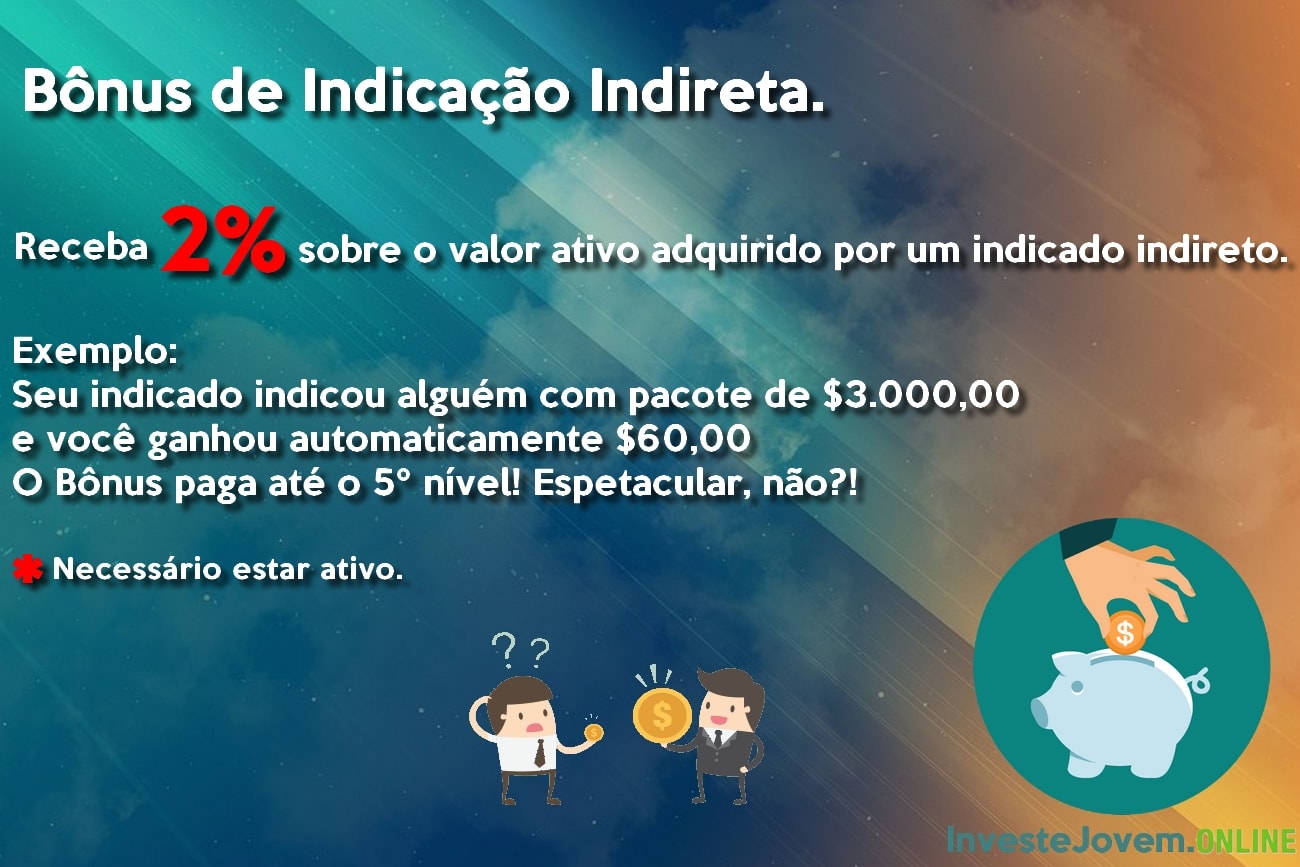 Bônus de Indicação Indireta.
Receba 2% sobre o valor ativo adquirido por um indicado indireto.
Exemplo:
Seu indicado indicou alguém com pacote de $3.000,00
e você ganhou automaticamente $60,00
O Bônus paga até o 5º nível! Espetacular, não?!
* Necessário estar ativo.
? ?
$
$
$
InvesteJovem.ONLINE